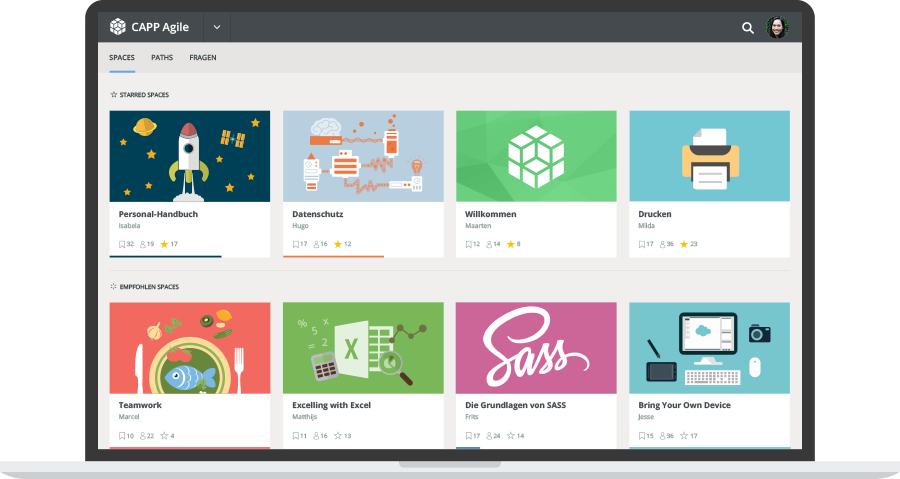 CAPP Agile
SPACES PATHS FRAGEN
STARRED SPACES
Personal-Handbuch
Isabela
32 19 17
Datenschutz
Hugo
17 16 12
Willkommen
Maarten
12 14 8
Drucken
Milda
17 36 23
EMPFOHLEN SPACES
% 5 x
= 2
X
Sass
Teamwork
Marcel
10 22 4
Excelling with Excel
Matthijs
11 16 13
Die Grundlagen von SASS
Frits
17 24 14
Bring Your Own Device
Jesse
15 36 17